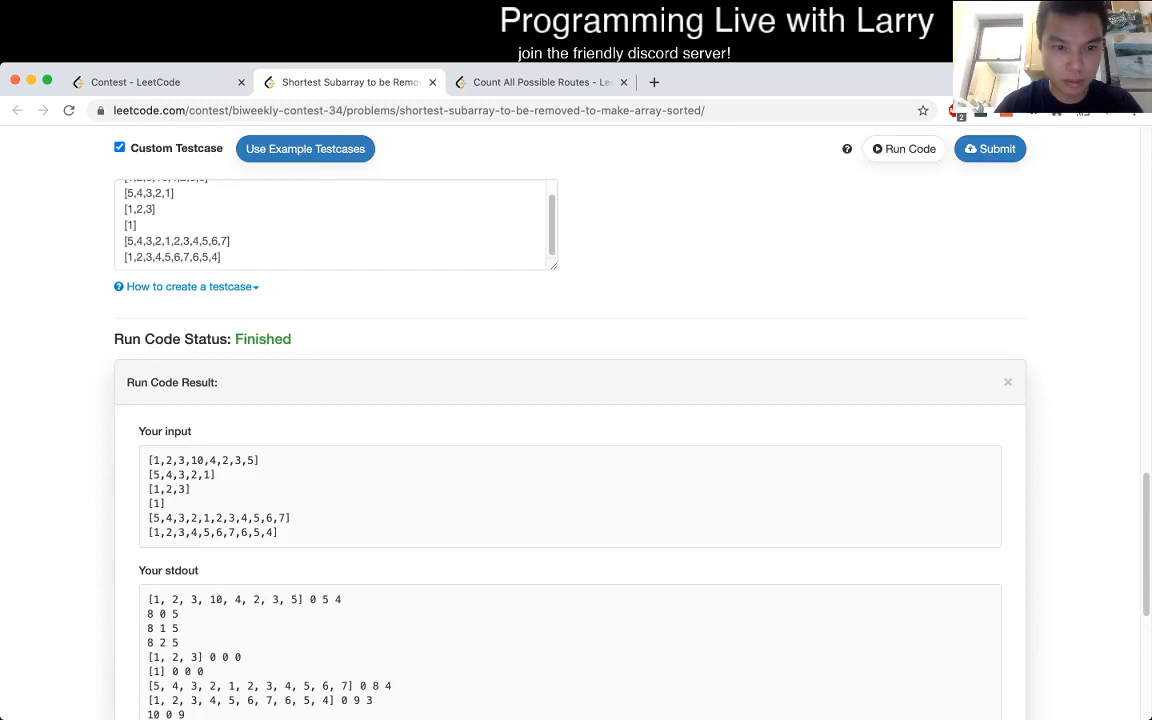 Programming Live with Larry
join the friendly discord server!
Contest - LeetCode
Shortest Subarray to be Remo
Count All Possible Routes - Le
leetcode.com/contest/biweekly-contest-34/problems/shortest-subarray-to-be-removed-to-make-array-sorted/
2
Custom Testcase
Use Example Testcases
Run Code
Submit
[5,4,3,2,1]
[1,2,3]
[1]
[5,4,3,2,1,2,3,4,5,6,7]
[1,2,3,4,5,6,7,6,5,4]
How to create a testcase
Run Code Status: Finished
Run Code Result:
Your input
[1,2,3,10,4,2,3,5]
[5,4,3,2,1]
[1,2,3]
[1]
[5,4,3,2,1,2,3,4,5,6,7]
[1,2,3,4,5,6,7,6,5,4]
Your stdout
[1, 2, 3, 10, 4, 2, 3, 5] 0 5 4
8 0 5
8 1 5
8 2 5
[1, 2, 3] 0 0 0
[1] 0 0 0
[5, 4, 3, 2, 1, 2, 3, 4, 5, 6, 7] 0 8 4
[1, 2, 3, 4, 5, 6, 7, 6, 5, 4] 0 9 3
10 0 9